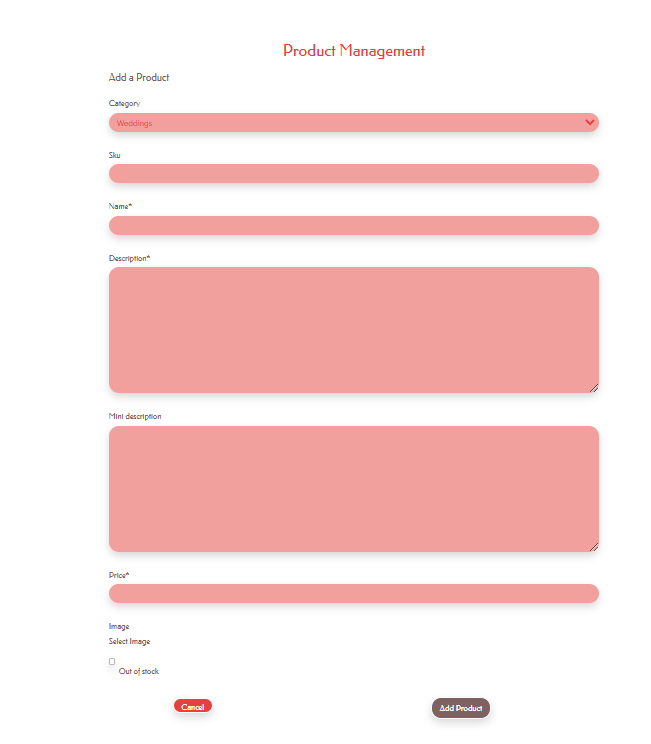 Product Management
Add a Product
Category
Weddings
Sku
Name*
Description*
Mini description
Price*
Image
Select Image
Out of stock
Cancel
Add Product